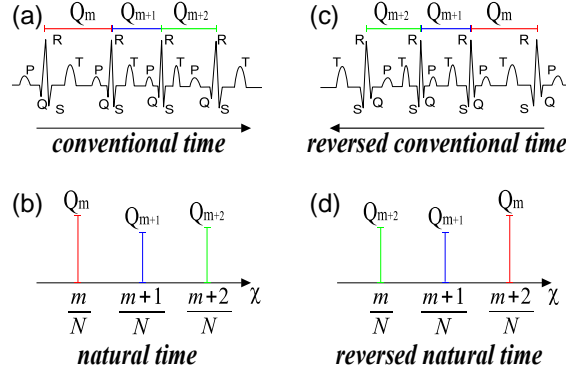 (a) Qm Qm+1 Qm+2
R R R R
P T P T P T P T
Q S Q S Q S Q S
conventional time
(b) Qm
Qm+1 Qm+2
χ
m/N m+1/N m+2/N
natural time
(c) Qm+2 Qm+1 Qm
R R R R
T P T P T P T P
S Q S Q S Q S Q
reversed conventional time
(d) Qm+2 Qm+1 Qm
χ
m/N m+1/N m+2/N
reversed natural time